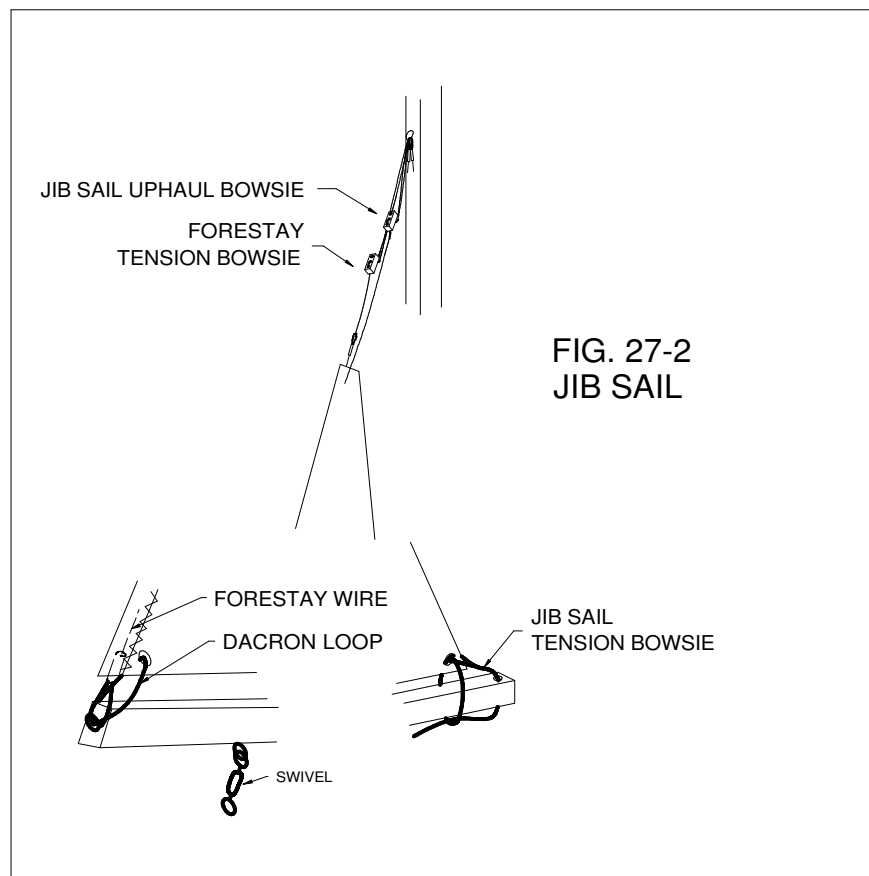 JIB SAIL UPHAUL BOWSIE
FORESTAY
TENSION BOWSIE
FIG. 27-2
JIB SAIL
FORESTAY WIRE
DACRON LOOP
JIB SAIL
TENSION BOWSIE
SWIVEL